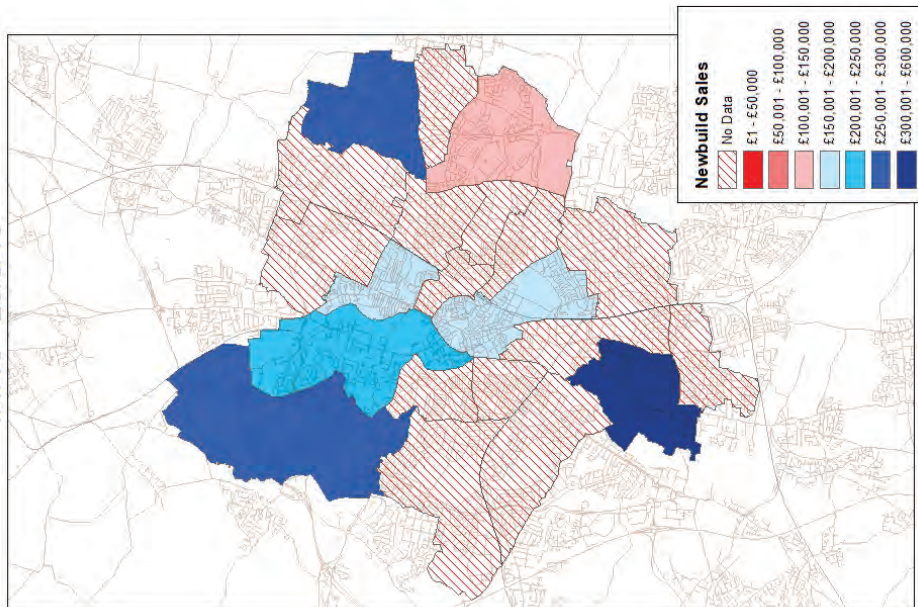 Newbuild Sales
No Data
£1 - £50,000
£50,001 - £100,000
£100,001 - £150,000
£150,001 - £200,000
£200,001 - £250,000
£250,001 - £300,000
£300,001 - £600,000